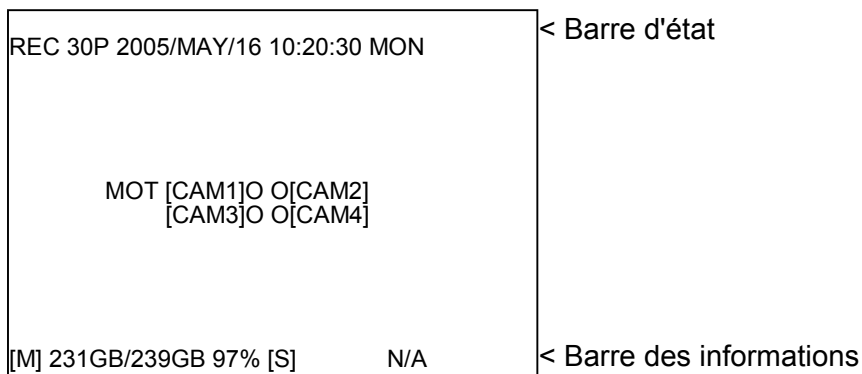 < Barre d'état
REC 30P 2005/MAY/16 10:20:30 MON
MOT [CAM1]O O[CAM2]
[CAM3]O O[CAM4]
[M] 231GB/239GB 97% [S] N/A
< Barre des informations